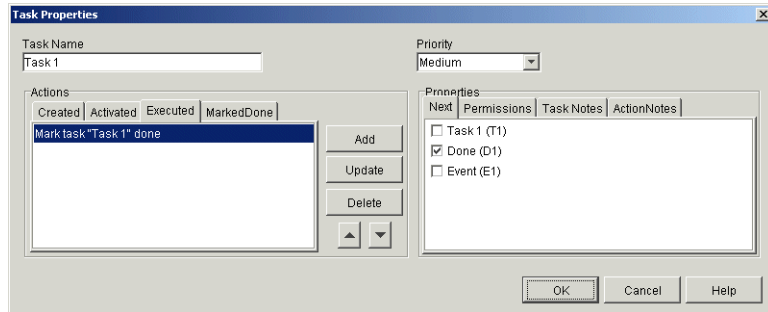 Task Properties
Task Name
Priority
Task 1
Medium
Actions
Properties
Created Activated Executed MarkedDone
Next Permissions Task Notes ActionNotes
Mark task "Task 1" done
Add
Update
Delete
Task 1 (T1)
Done (D1)
Event (E1)
OK Cancel Help